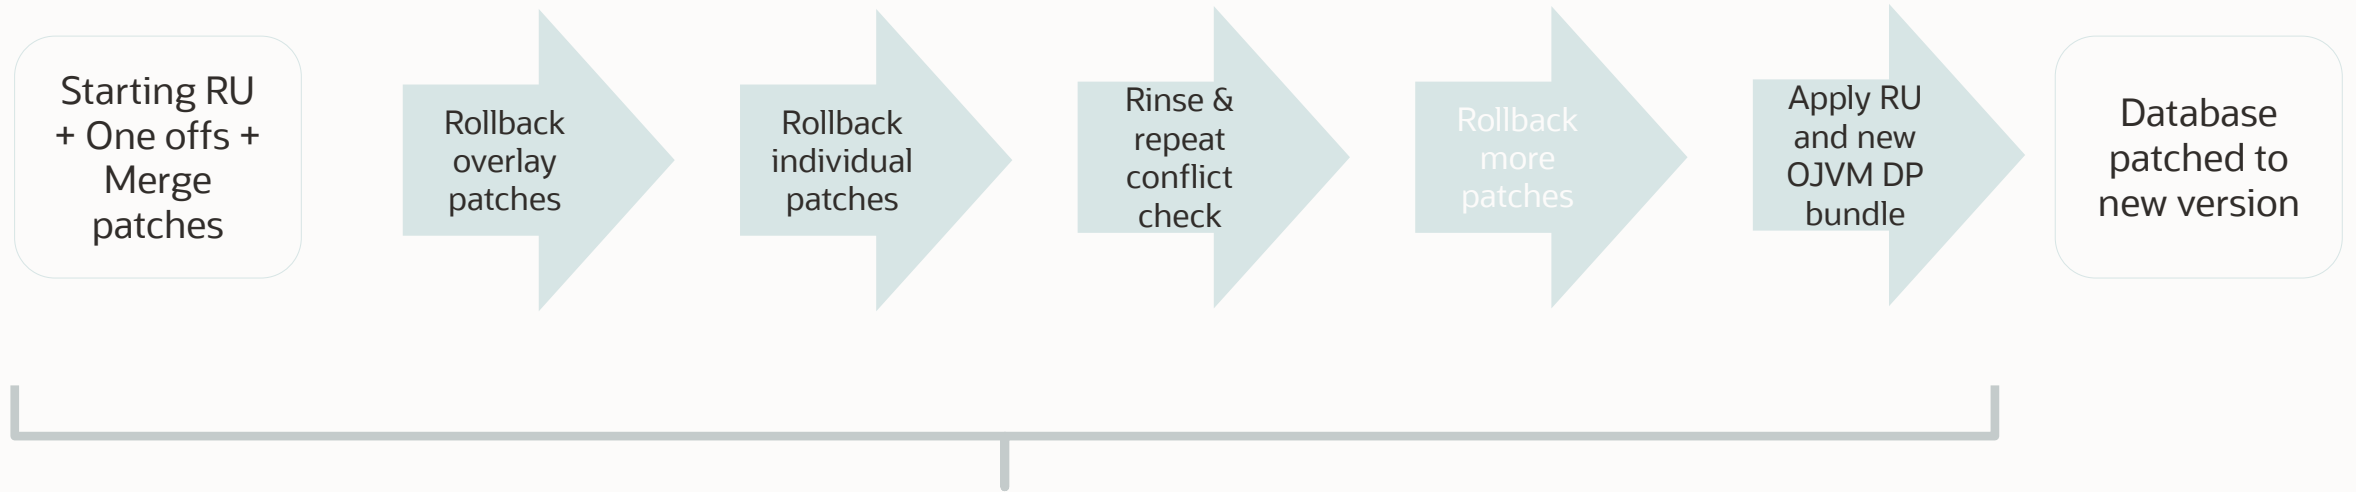 Starting RU
+ One offs +
Merge
patches
Rollback
overlay
patches
Rollback
individual
patches
Rinse &
repeat
conflict
check
Rollback
more
patches
Apply RU
and new
OJVM DP
bundle
Database
patched to
new version